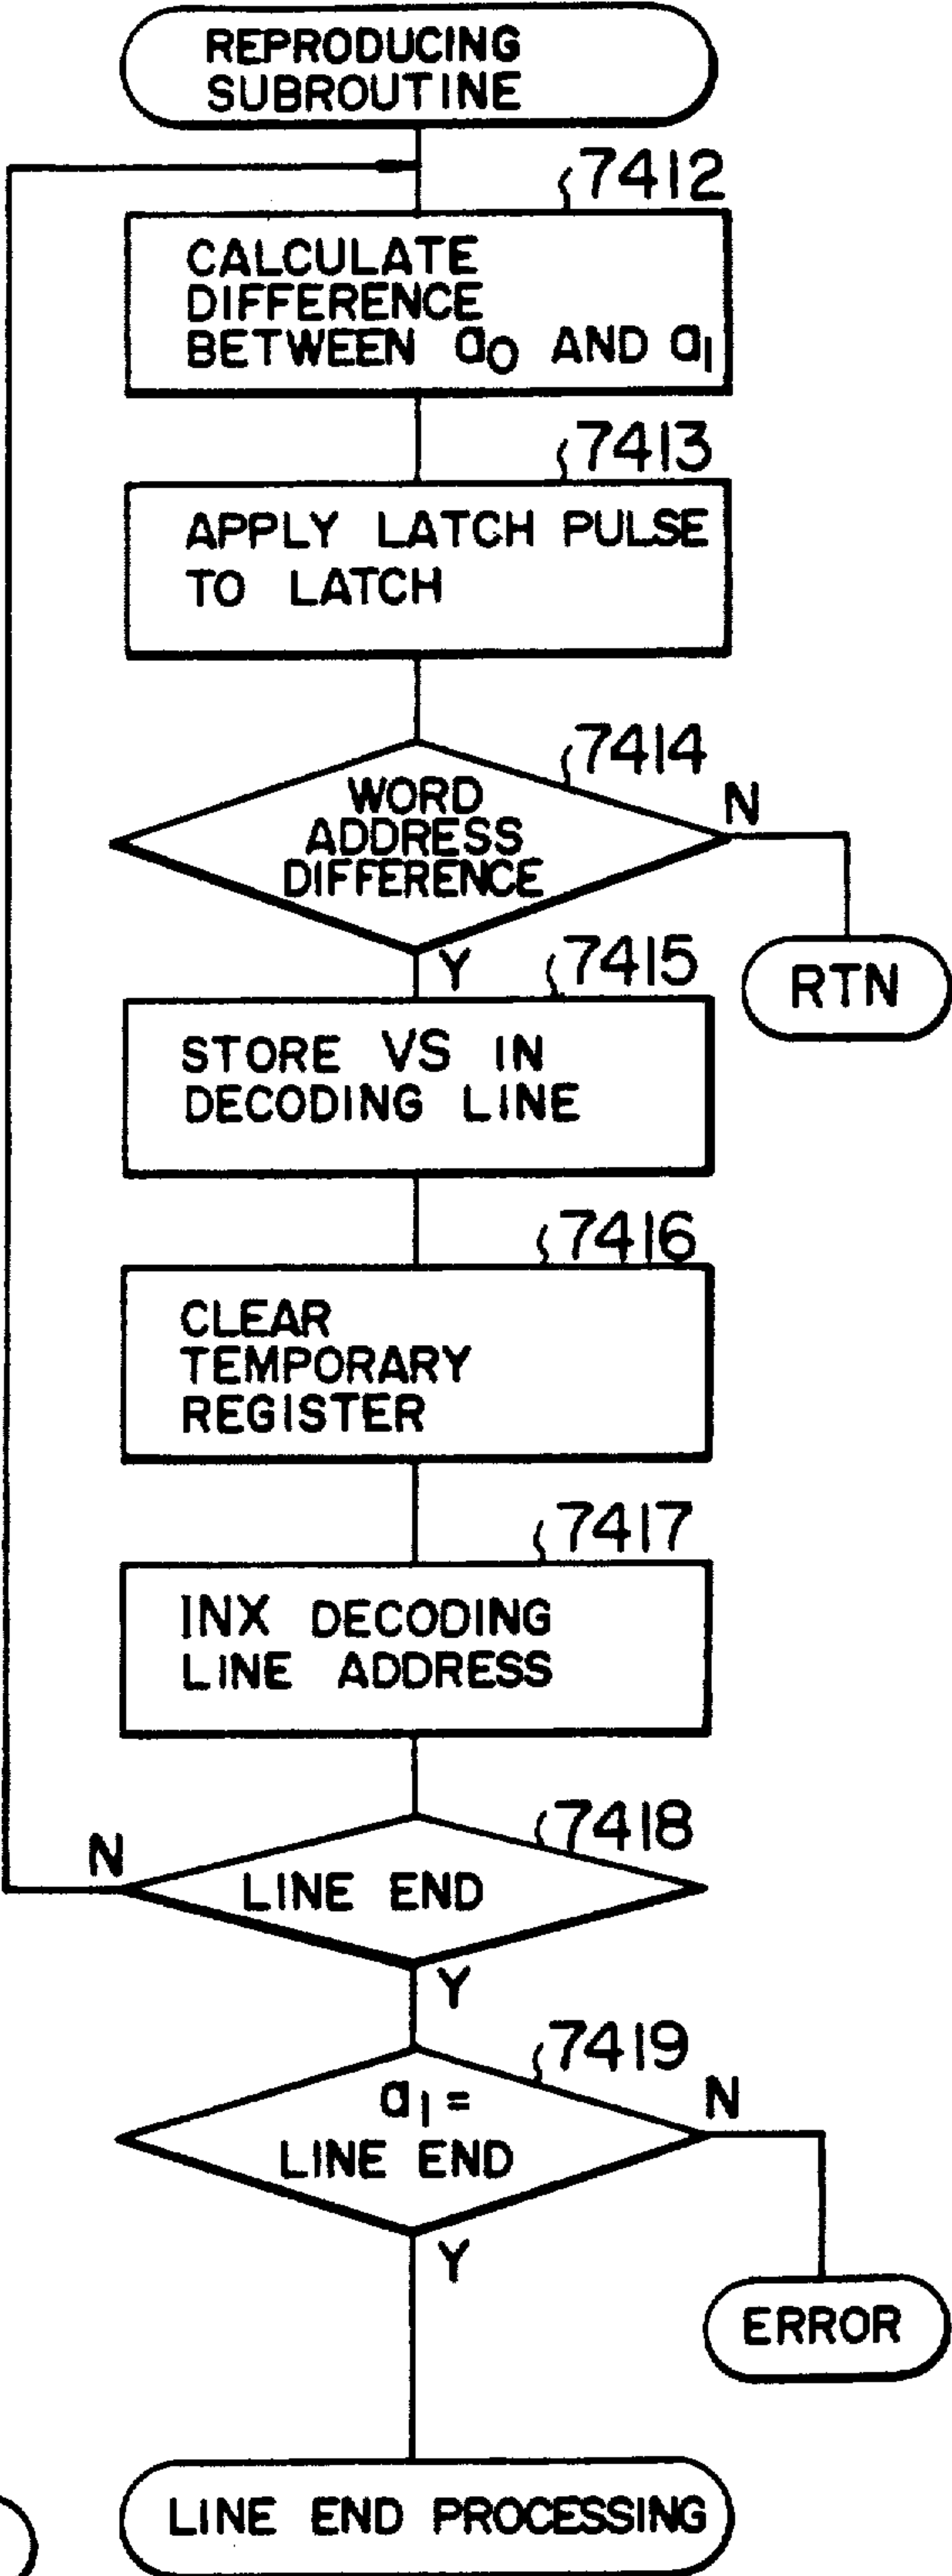 REPRODUCING
SUBROUTINE
7412
CALCULATE
DIFFERENCE
BETWEEN a0 AND a1
7413
APPLY LATCH PULSE
TO LATCH
7414
WORD
ADDRESS
DIFFERENCE
N
RTN
Y
7415
STORE VS IN
DECODING LINE
7416
CLEAR
TEMPORARY
REGISTER
7417
INX DECODING
LINE ADDRESS
7418
N
LINE END
Y
7419
a1 =
LINE END
N
Y
ERROR
LINE END PROCESSING